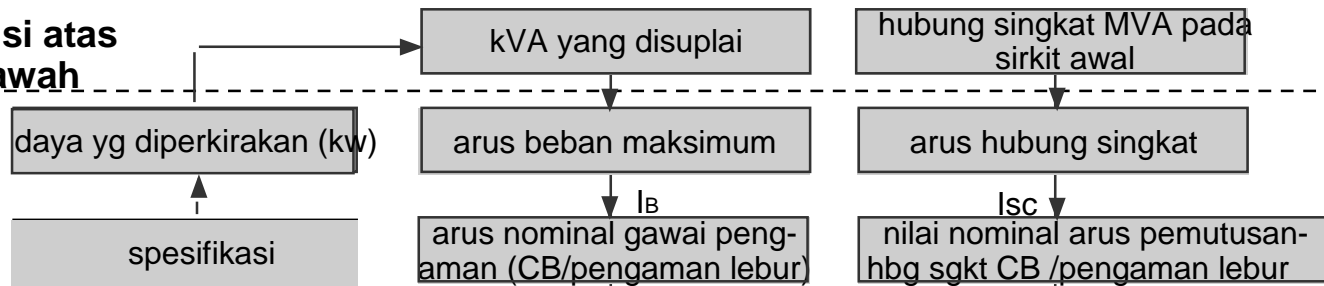 si atas
awah
kVA yang disuplai
hubung singkat MVA pada
sirkit awal
daya yg diperkirakan (kw)
arus beban maksimum
arus hubung singkat
IB
Isc
spesifikasi
arus nominal gawai peng-
aman (CB/pengaman lebur)
nilai nominal arus pemutusan-
hbg sgkt CB /pengaman lebur